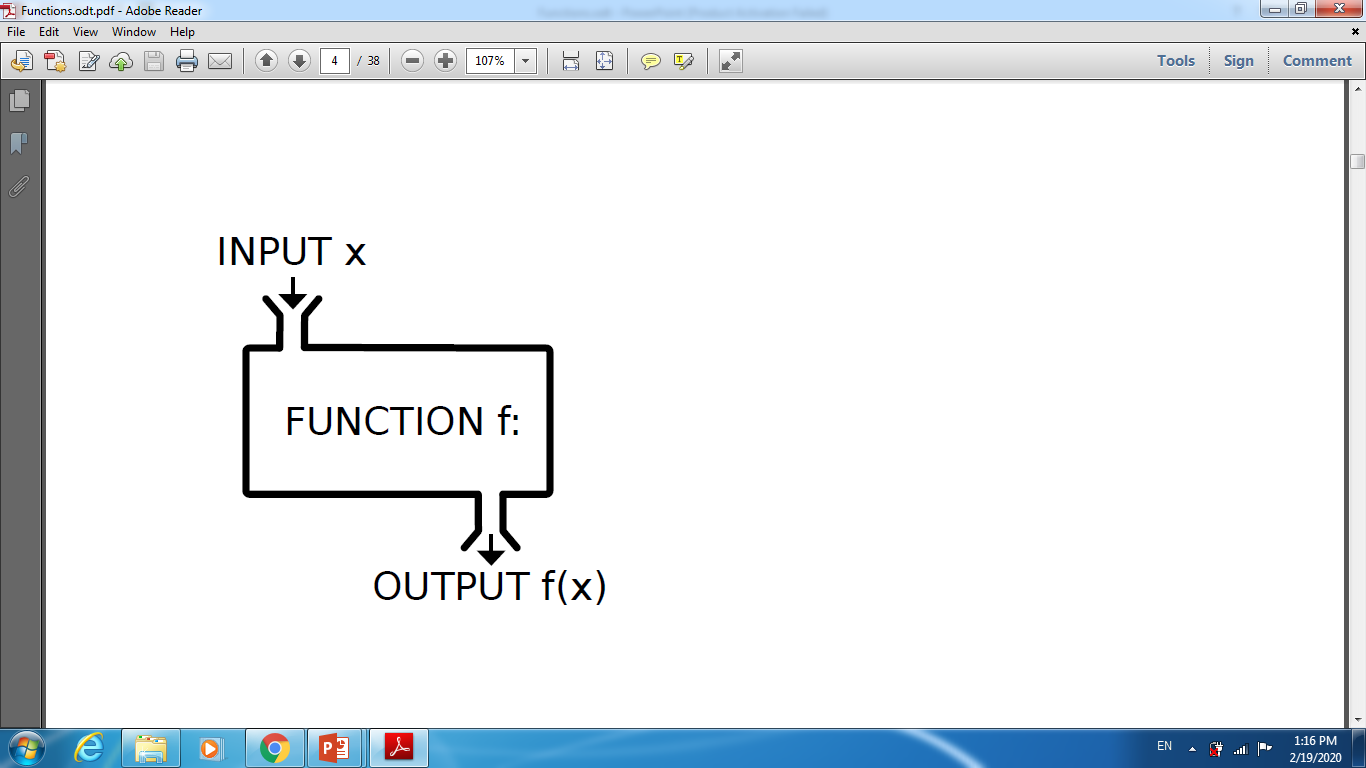 Functions.odt.pdf - Adobe Reader
File Edit View Window Help
4 / 38 107% Tools Sign Comment
INPUT x
FUNCTION f:
OUTPUT f(x)
EN 1:16 PM
2/19/2020